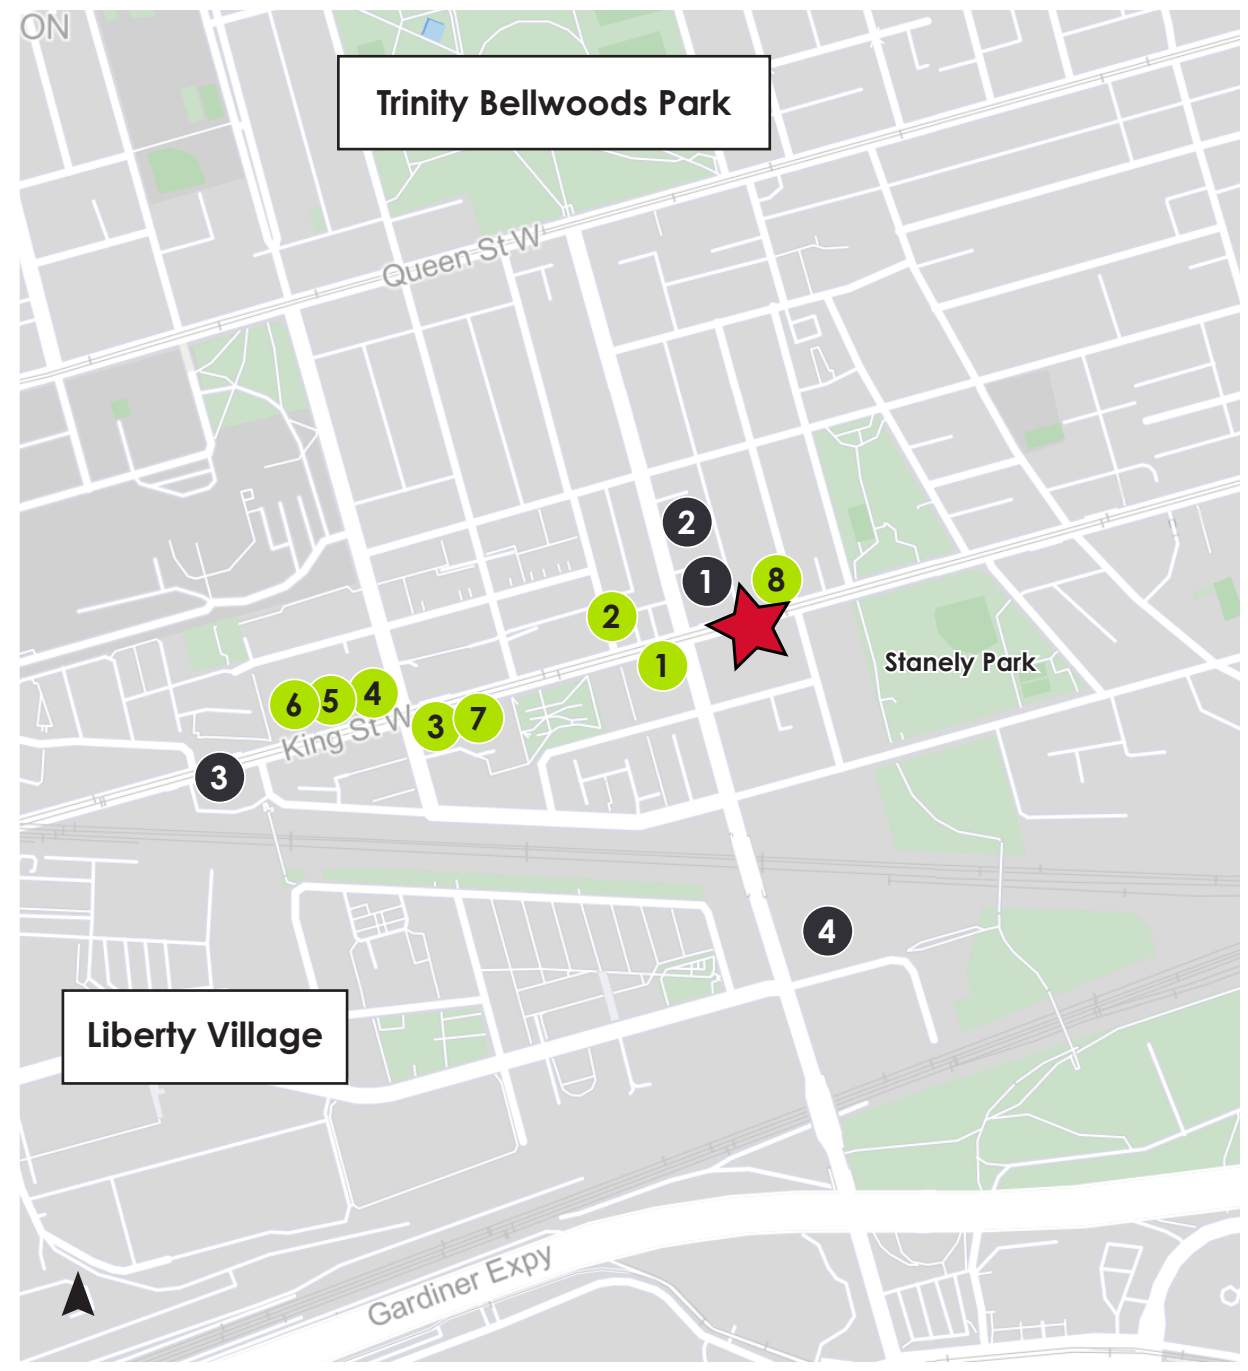 ON
Trinity Bellwoods Park
Queen St W
2
1
8
2
1
Stanely Park
6
5
4
3
7
King St W
3
4
Liberty Village
Gardiner Expy